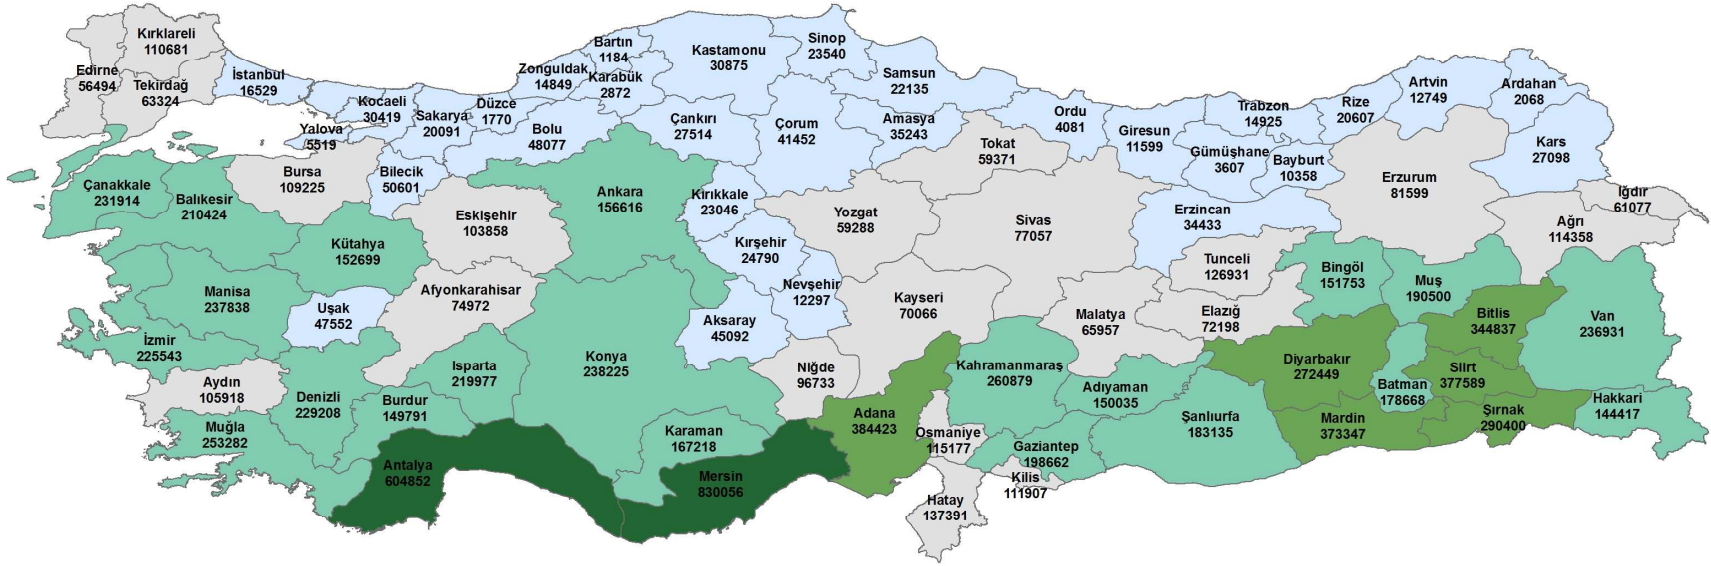 Kırklareli
110681
Edirne
56494
Tekirdağ
63324
İstanbul
16529
Kocaeli
30419
Yalova
5519
Sakarya
20091
Düzce
1770
Zonguldak
14849
Bartın
1184
Karabük
2872
Bolu
48077
Kastamonu
30875
Sinop
23540
Çankırı
27514
Çorum
41452
Samsun
22135
Amasya
35243
Tokat
59371
Ordu
4081
Giresun
11599
Trabzon
14925
Gümüşhane
3607
Bayburt
10358
Rize
20607
Artvin
12749
Ardahan
2068
Kars
27098
Iğdır
61077
Ağrı
114358
Erzurum
81599
Erzincan
34433
Sivas
77057
Yozgat
59288
Kırıkkale
23046
Kırşehir
24790
Nevşehir
12297
Ankara
156616
Eskişehir
103858
Bilecik
50601
Bursa
109225
Çanakkale
231914
Balıkesir
210424
Kütahya
152699
Manisa
237838
Uşak
47552
Afyonkarahisar
74972
İzmir
225543
Aydın
105918
Denizli
229208
Muğla
253282
Burdur
149791
Isparta
219977
Antalya
604852
Konya
238225
Aksaray
45092
Karaman
167218
Mersin
830056
Niğde
96733
Kayseri
70066
Adana
384423
Osmaniye
115177
Hatay
137391
Kilis
111907
Gaziantep
198662
Kahramanmaraş
260879
Malatya
65957
Adıyaman
150035
Şanlıurfa
183135
Elazığ
72198
Tunceli
126931
Bingöl
151753
Muş
190500
Bitlis
344837
Van
236931
Diyarbakır
272449
Batman
178668
Siirt
377589
Mardin
373347
Şırnak
290400
Hakkari
144417